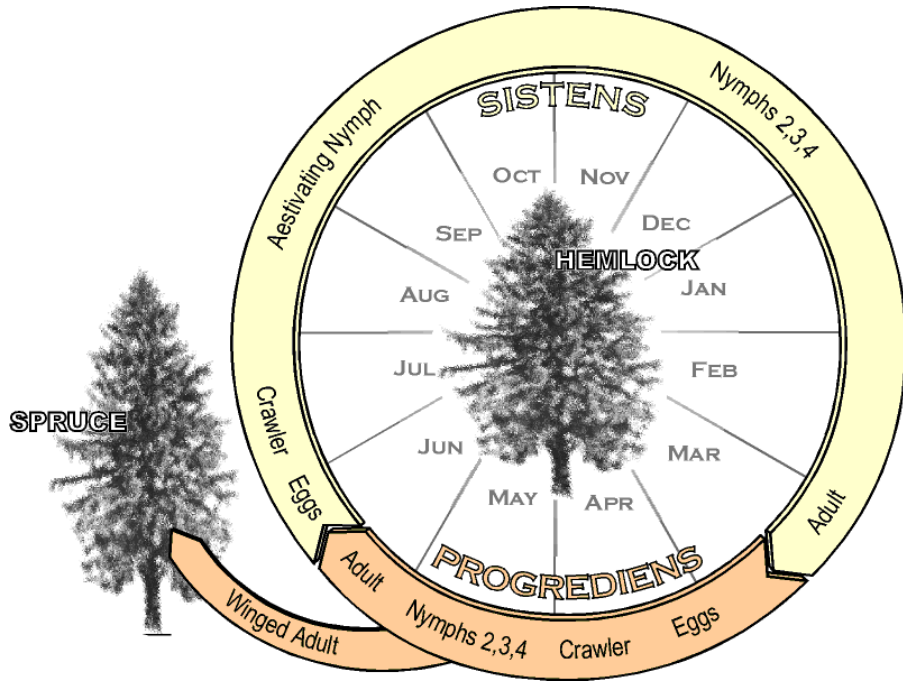 SISTENS
Nymphs 2,3,4
Aestivating Nymph
OCT
NOV
SEP
DEC
HEMLOCK
AUG
JAN
JUL
FEB
SPRUCE
Crawler
JUN
MAR
Eggs
MAY
APR
Adult
PROGREDIENS
Adult
Nymphs 2,3,4
Crawler
Eggs
Winged Adult